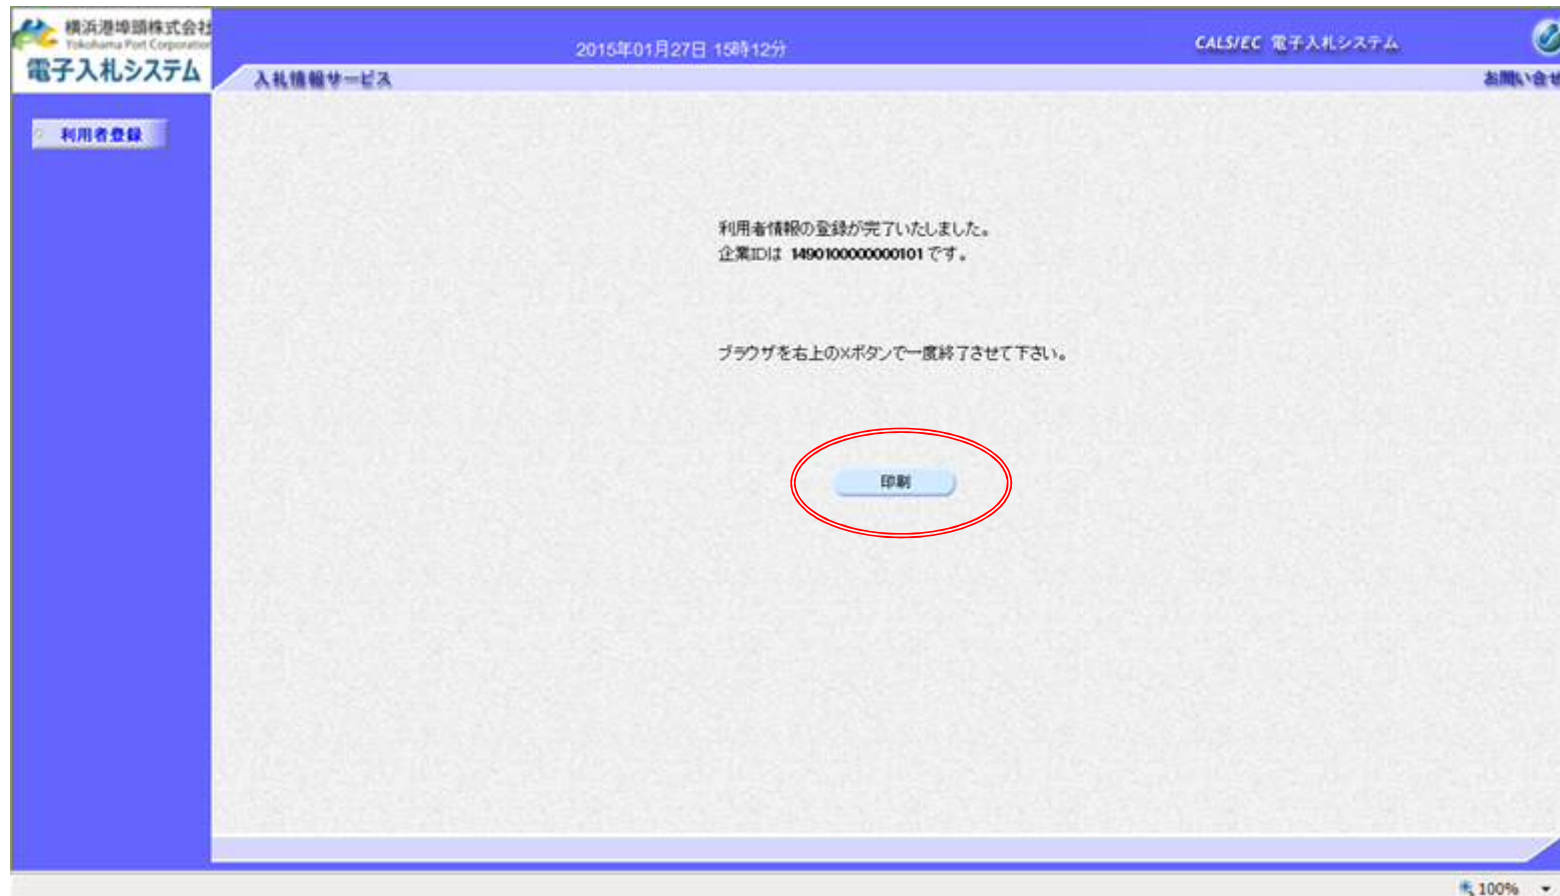 横浜港埠頭株式会社
Yokohama Port Corporation
電子入札システム
2015年01月27日 15時12分
CALS/EC 電子入札システム
入札情報サービス
お問い合せ
利用者登録
利用者情報の登録が完了いたしました。
企業IDは 1490100000000101 です。
ブラウザを右上の×ボタンで一度終了させて下さい。
印刷
100%